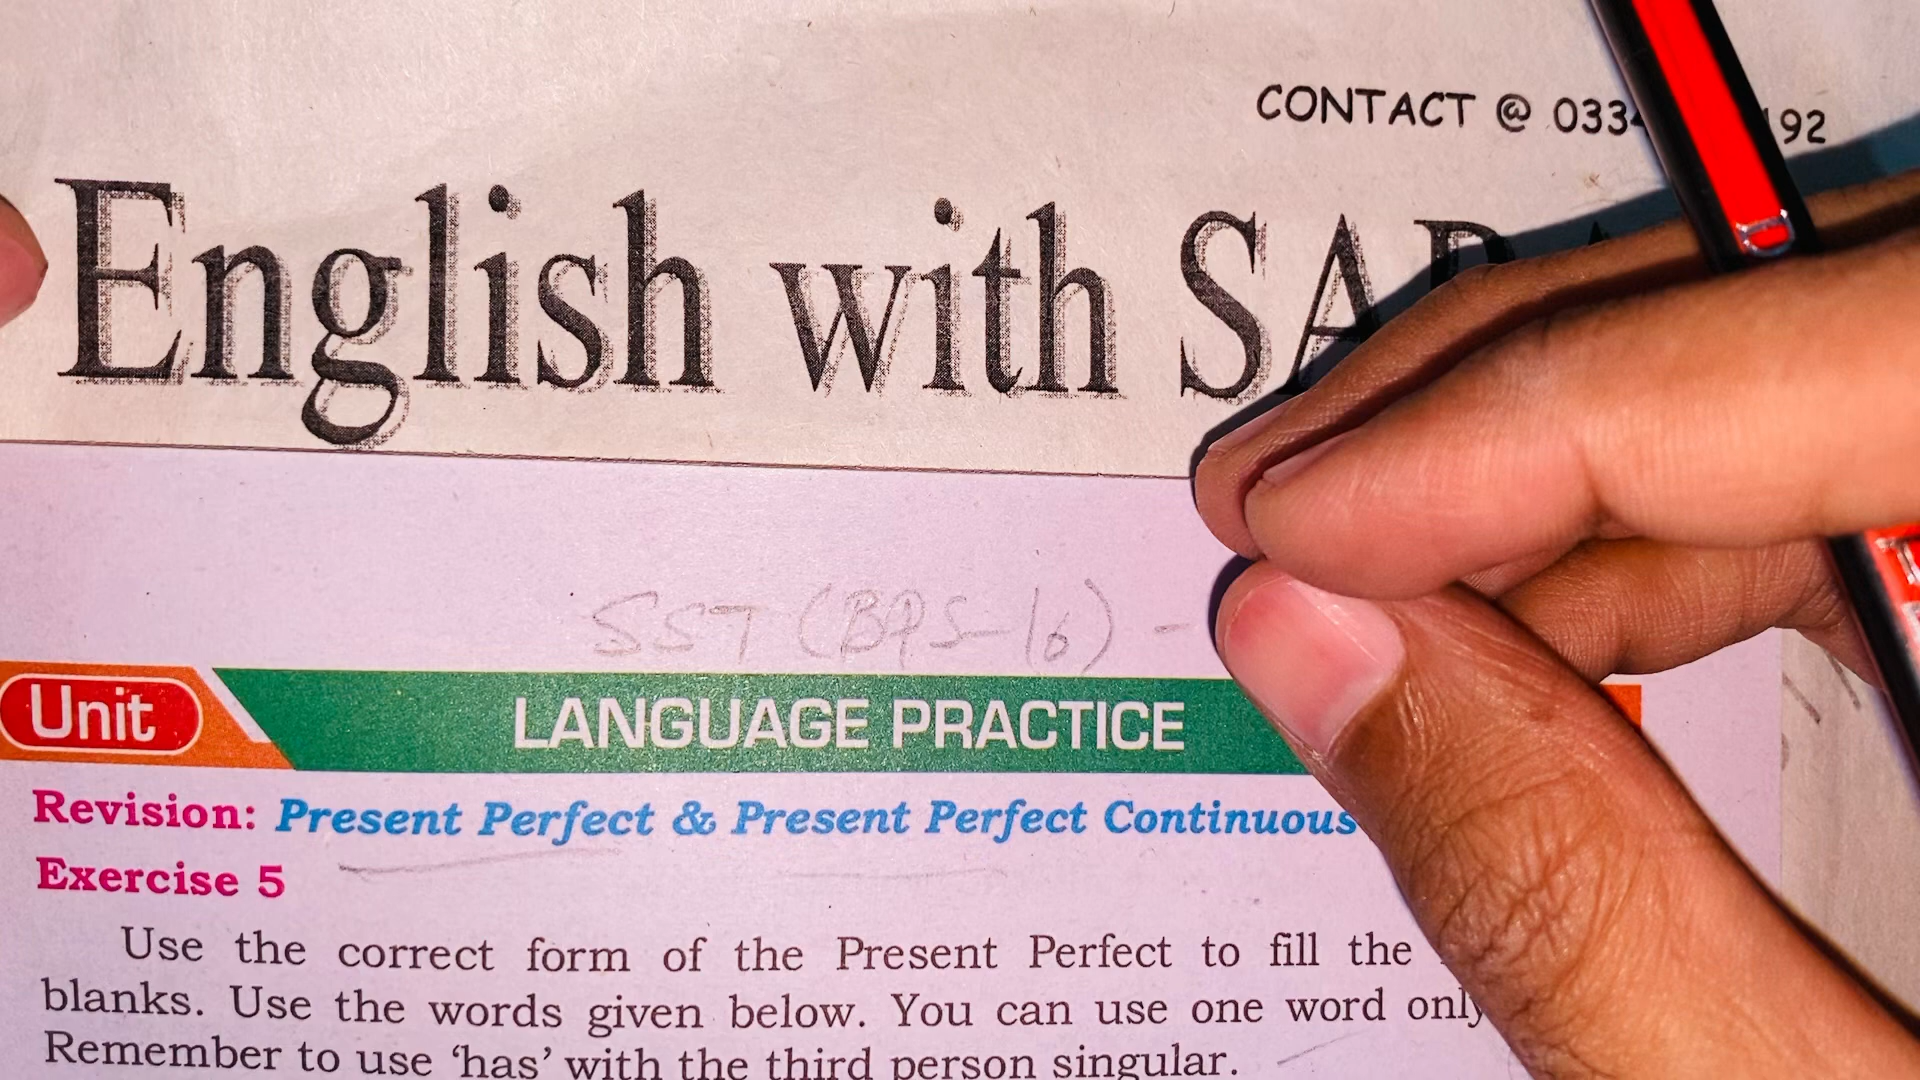 CONTACT @ 033 92
English with
SST (BPS-16) -
Unit
LANGUAGE PRACTICE
Revision: Present Perfect & Present Perfect Continuous
Exercise 5
Use the correct form of the Present Perfect to fill the
blanks. Use the words given below. You can use one word only
Remember to use ‘has’ with the third person singular.